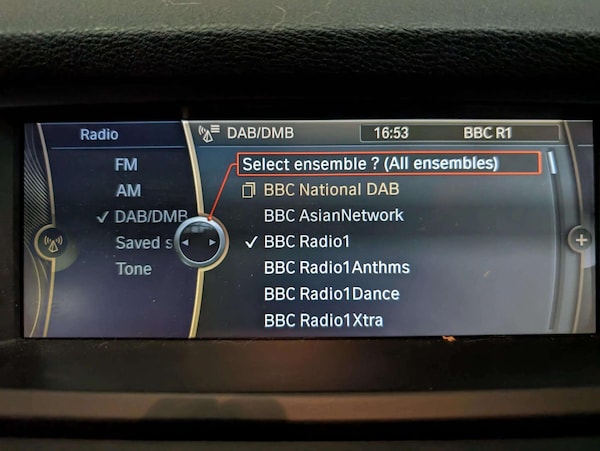 Radio
FM
AM
DAB/DMB
Saved s
Tone
DAB/DMB 16:53 BBC R1
Select ensemble ? (All ensembles)
BBC National DAB
BBC AsianNetwork
BBC Radio1
BBC Radio1Anthms
BBC Radio1Dance
BBC Radio1Xtra